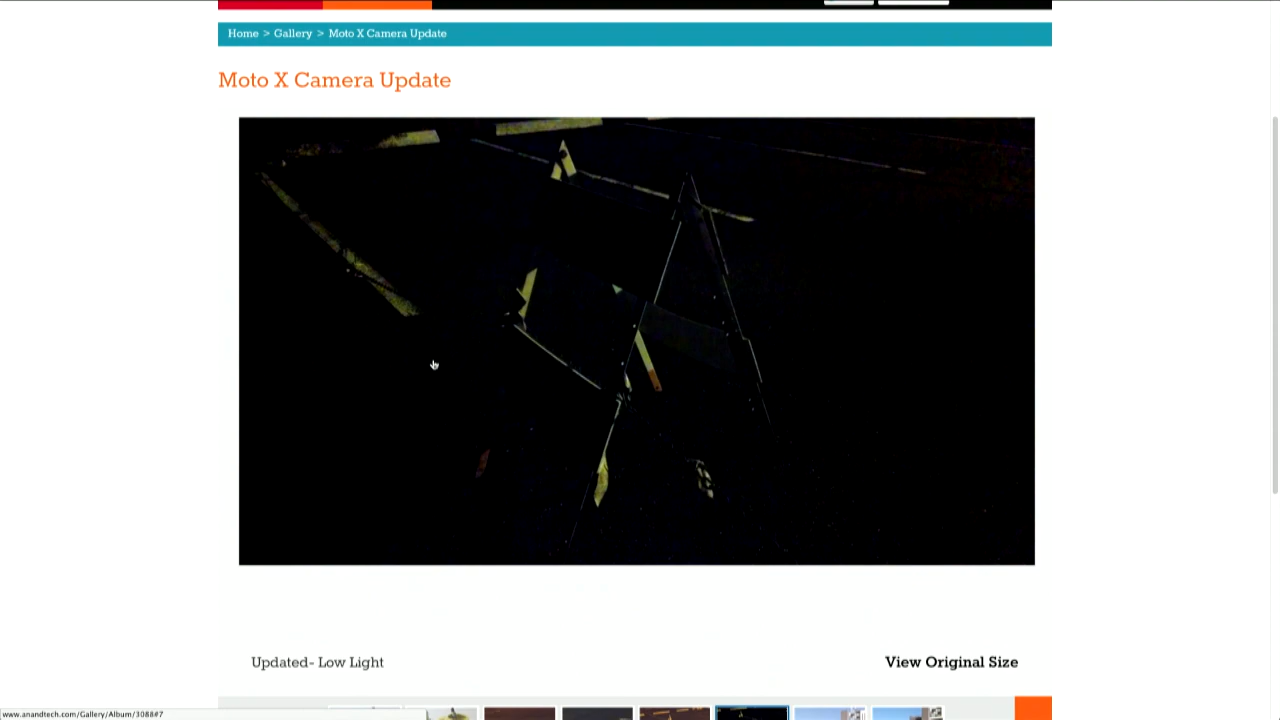 Home > Gallery > Moto X Camera Update
Moto X Camera Update
Updated- Low Light
View Original Size
www.anandtech.com/Gallery/Album/3088#7